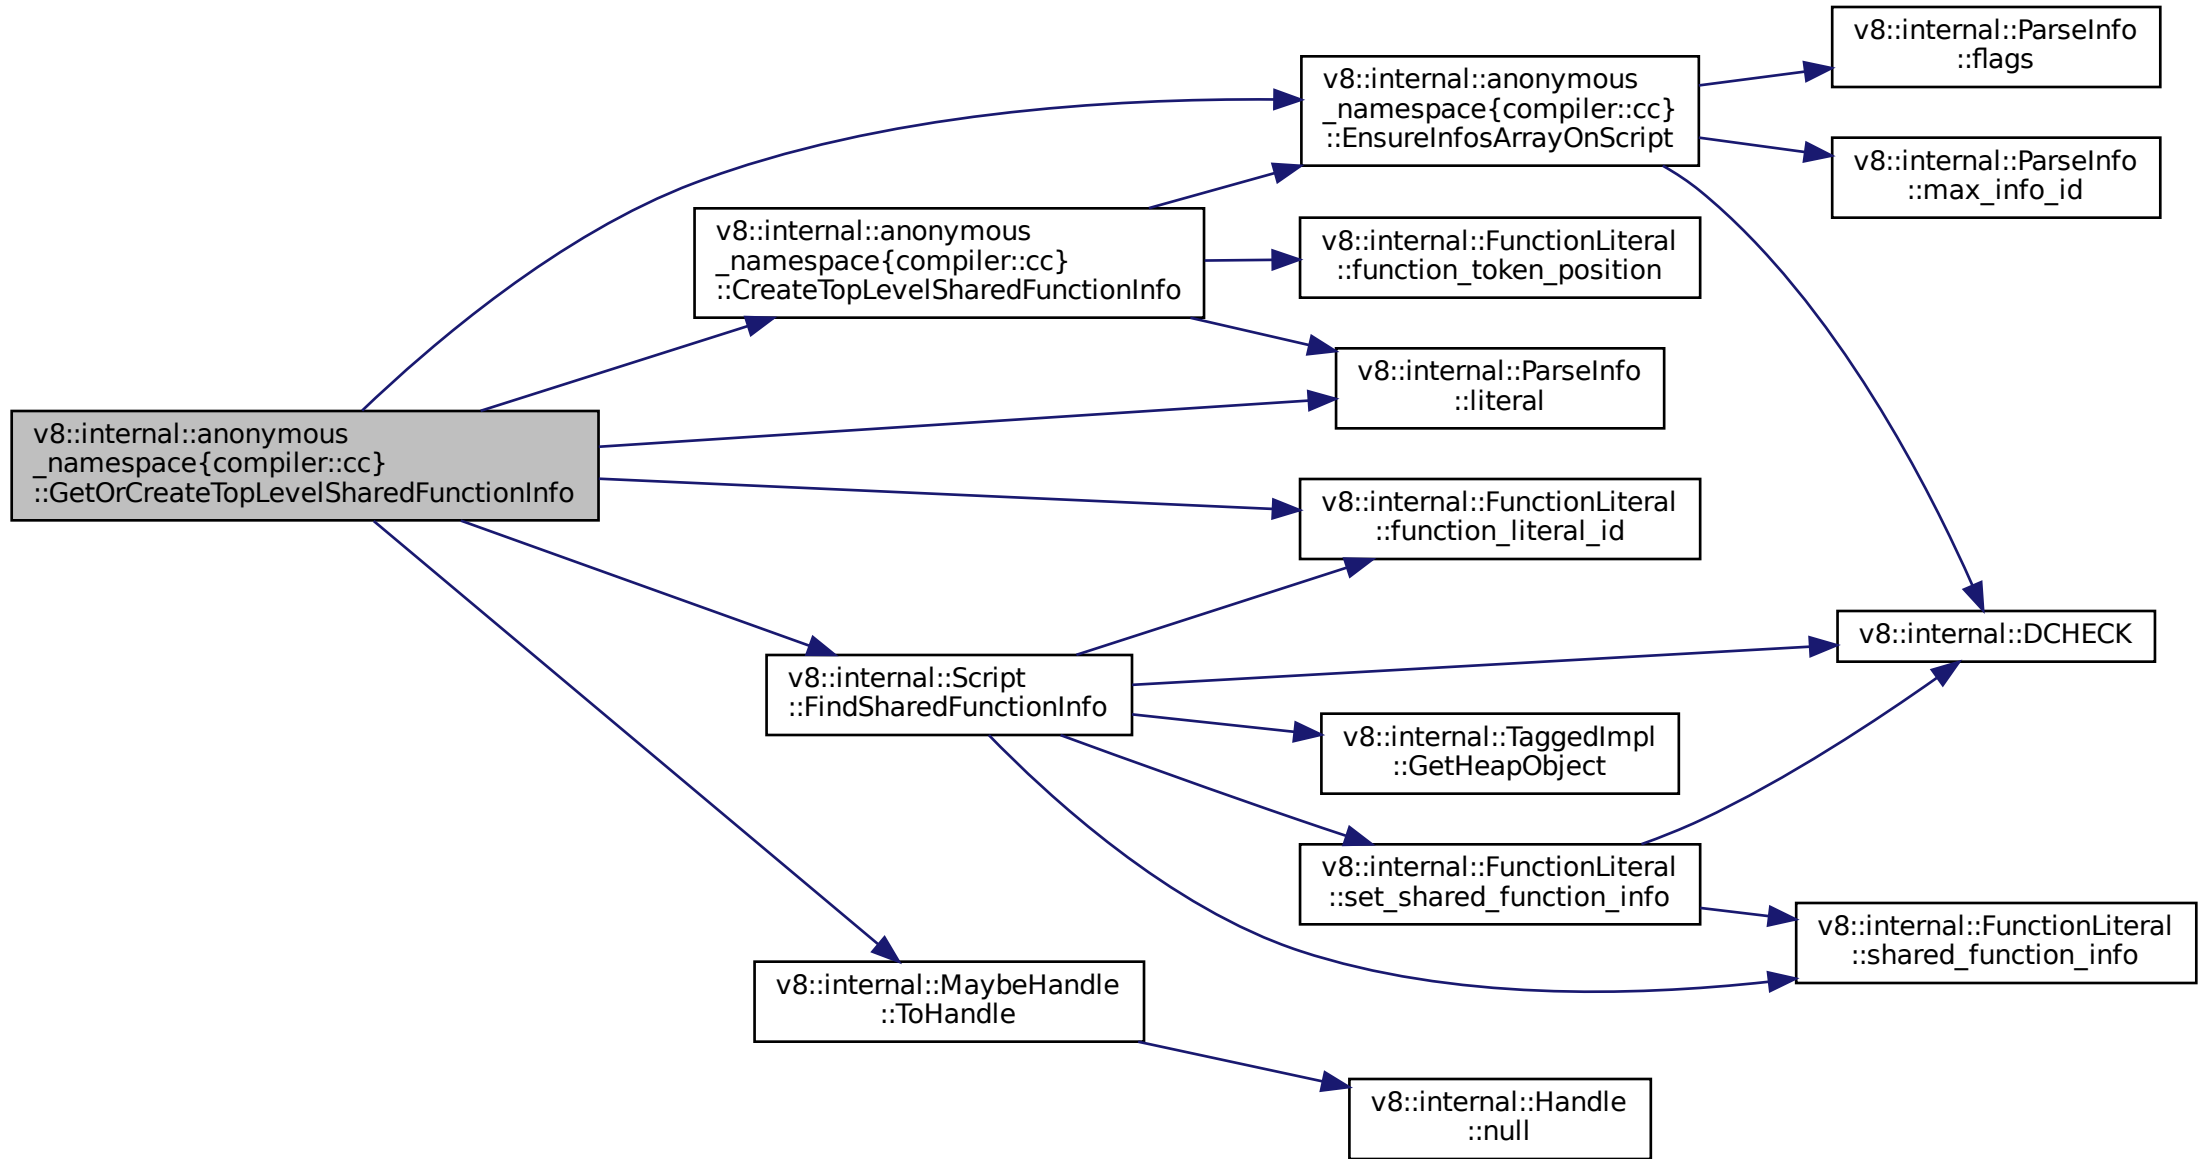 v8::internal::ParseInfo
::flags
v8::internal::anonymous
_namespace{compiler::cc}
::EnsureInfosArrayOnScript
v8::internal::ParseInfo
::max_info_id
v8::internal::anonymous
_namespace{compiler::cc}
::CreateTopLevelSharedFunctionInfo
v8::internal::FunctionLiteral
::function_token_position
v8::internal::ParseInfo
::literal
v8::internal::anonymous
_namespace{compiler::cc}
::GetOrCreateTopLevelSharedFunctionInfo
v8::internal::FunctionLiteral
::function_literal_id
v8::internal::DCHECK
v8::internal::Script
::FindSharedFunctionInfo
v8::internal::TaggedImpl
::GetHeapObject
v8::internal::FunctionLiteral
::set_shared_function_info
v8::internal::FunctionLiteral
::shared_function_info
v8::internal::MaybeHandle
::ToHandle
v8::internal::Handle
::null